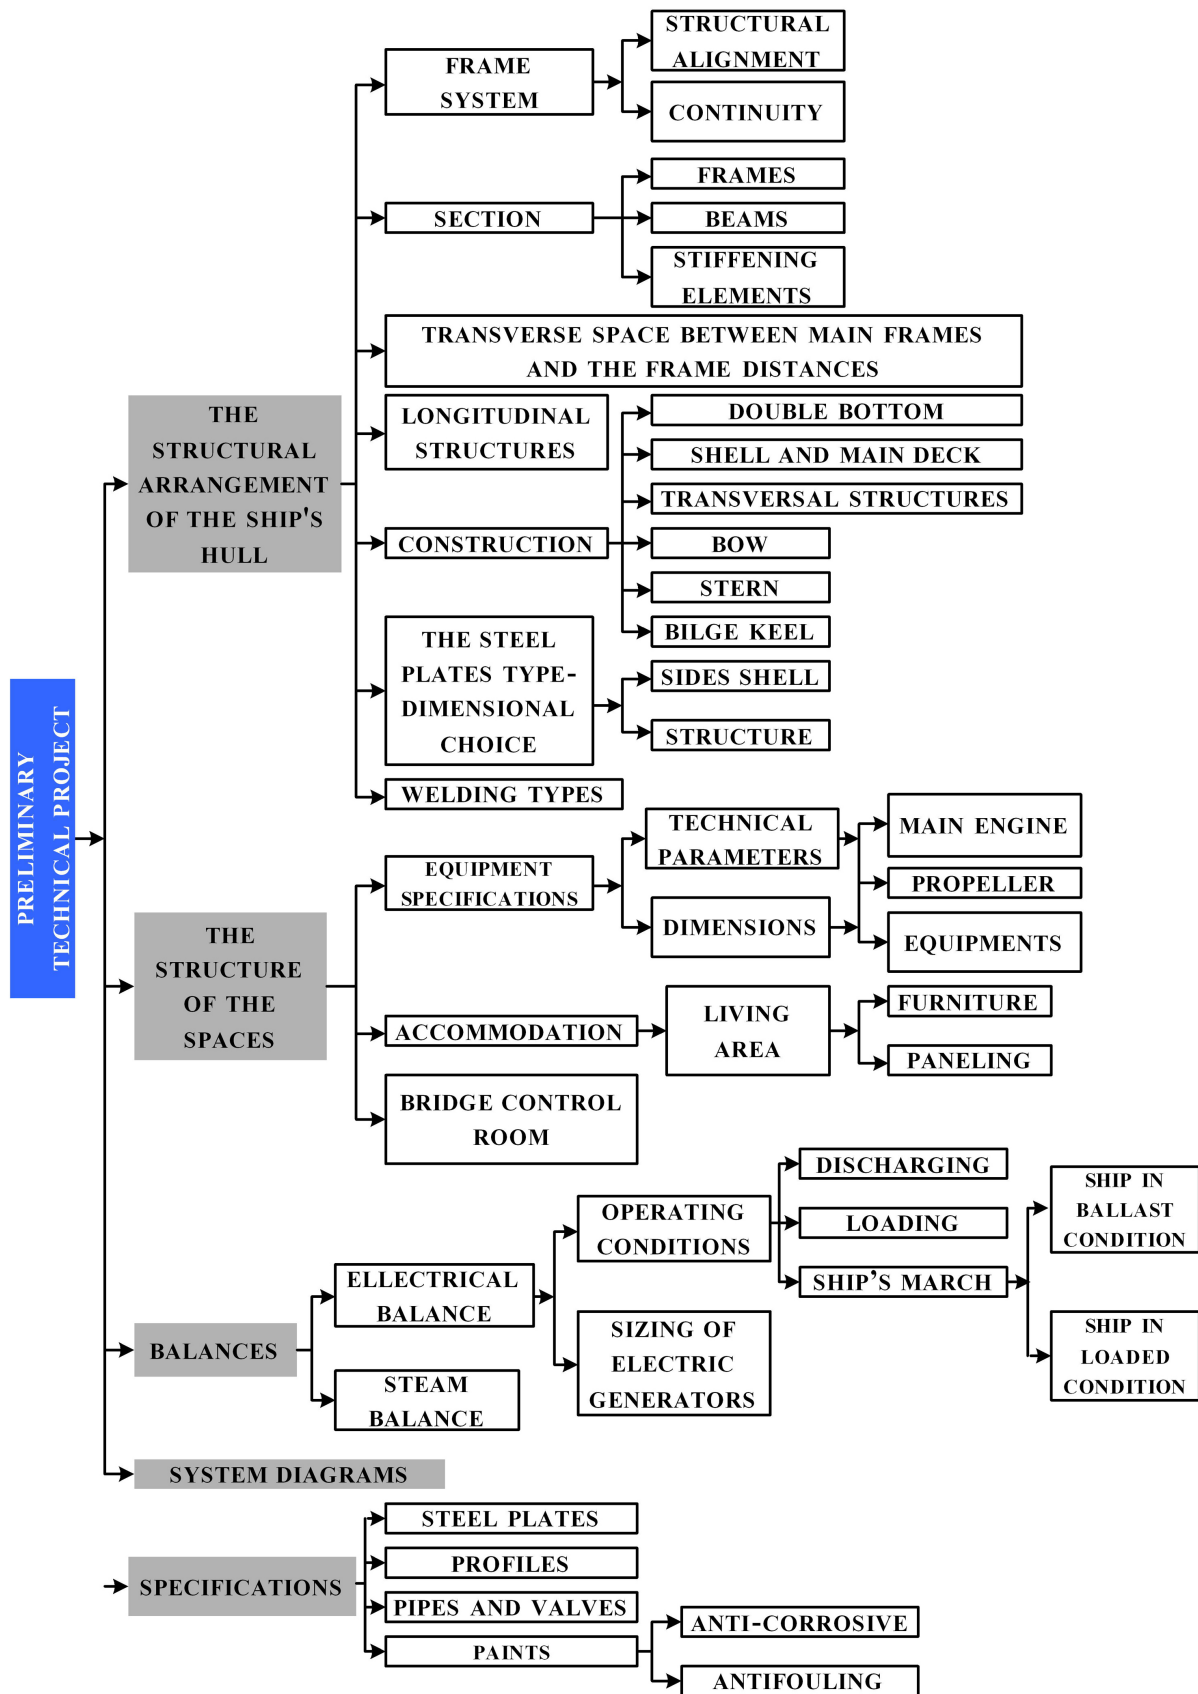 PRELIMINARY
TECHNICAL PROJECT
THE
STRUCTURAL
ARRANGEMENT
OF THE SHIP'S
HULL
FRAME
SYSTEM
STRUCTURAL
ALIGNMENT
CONTINUITY
SECTION
FRAMES
BEAMS
STIFFENING
ELEMENTS
TRANSVERSE SPACE BETWEEN MAIN FRAMES
AND THE FRAME DISTANCES
LONGITUDINAL
STRUCTURES
CONSTRUCTION
DOUBLE BOTTOM
SHELL AND MAIN DECK
TRANSVERSAL STRUCTURES
BOW
STERN
BILGE KEEL
THE STEEL
PLATES TYPE-
DIMENSIONAL
CHOICE
SIDES SHELL
STRUCTURE
WELDING TYPES
THE
STRUCTURE
OF THE
SPACES
EQUIPMENT
SPECIFICATIONS
TECHNICAL
PARAMETERS
DIMENSIONS
MAIN ENGINE
PROPELLER
EQUIPMENTS
ACCOMMODATION
LIVING
AREA
FURNITURE
PANELING
BRIDGE CONTROL
ROOM
BALANCES
ELLECTRICAL
BALANCE
OPERATING
CONDITIONS
DISCHARGING
LOADING
SHIP'S MARCH
SHIP IN
BALLAST
CONDITION
SHIP IN
LOADED
CONDITION
SIZING OF
ELECTRIC
GENERATORS
STEAM
BALANCE
SYSTEM DIAGRAMS
SPECIFICATIONS
STEEL PLATES
PROFILES
PIPES AND VALVES
PAINTS
ANTI-CORROSIVE
ANTIFOULING